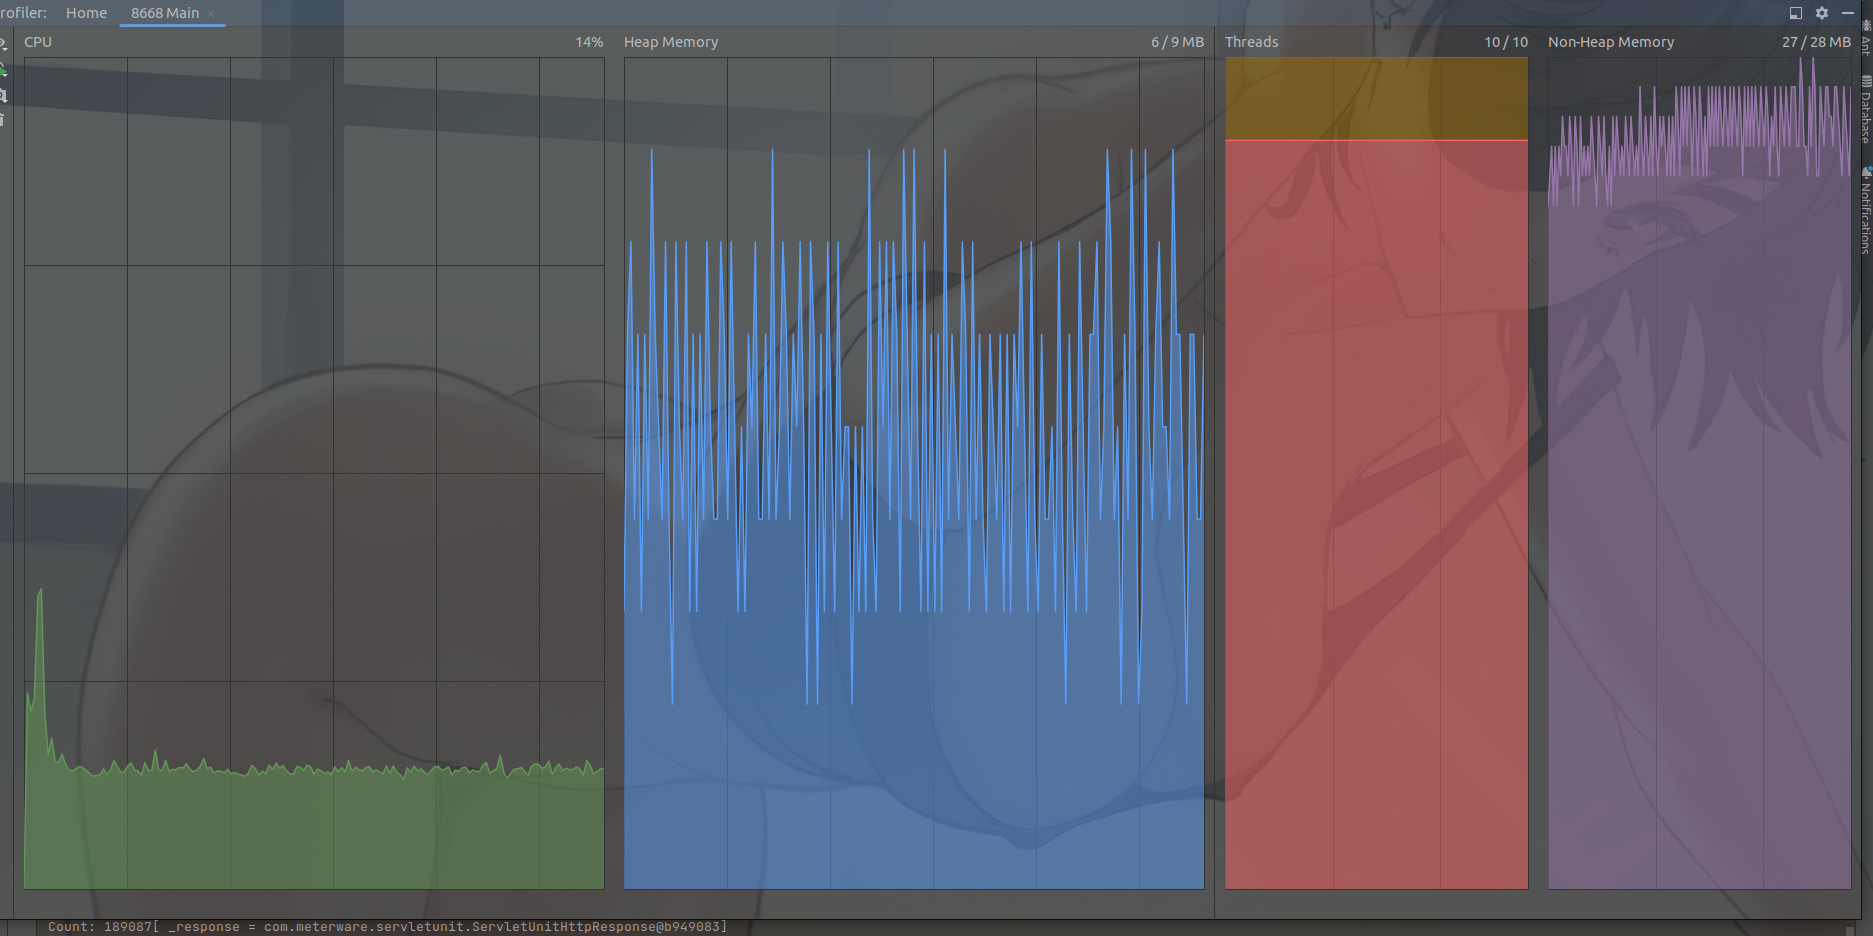 rofiler: Home 8668 Main
CPU 14% Heap Memory 6 / 9 MB Threads 10 / 10 Non-Heap Memory 27 / 28 MB
Ant
Database
Notifications
Count: 189087[ _response = com.meterware.servletunit.ServletUnitHttpResponse@b949083]